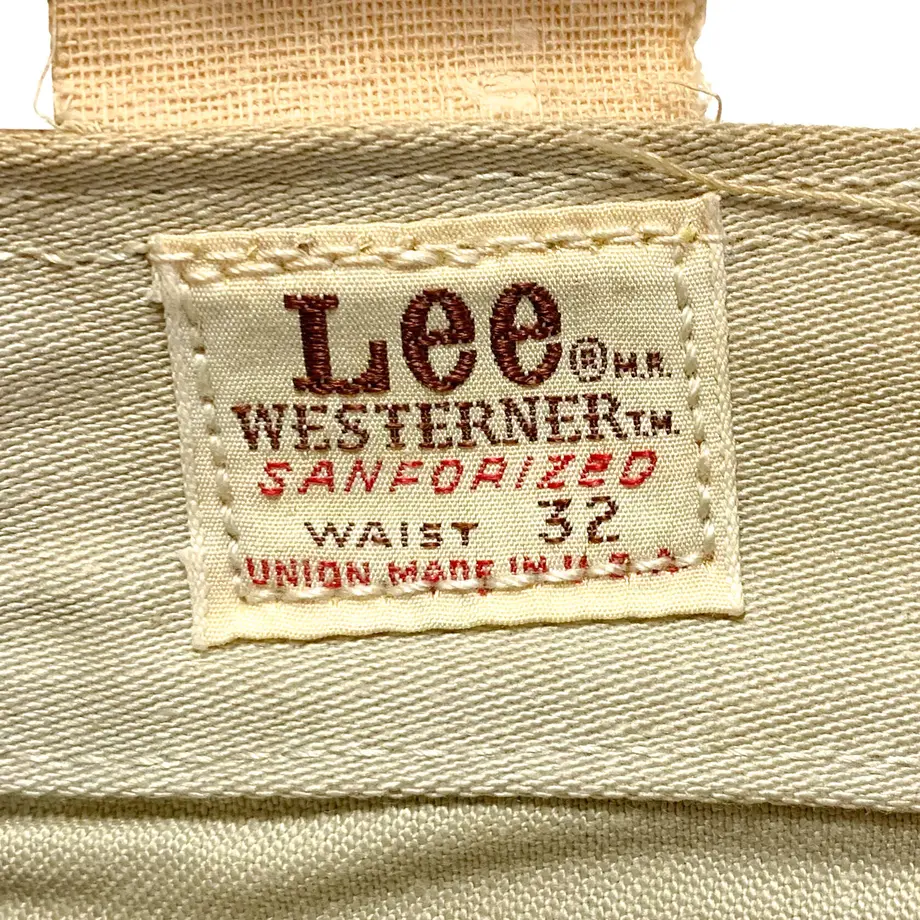 Lee ® M.R.
WESTERNER T.M.
SANFORIZED
WAIST 32
UNION MADE IN U.S.A